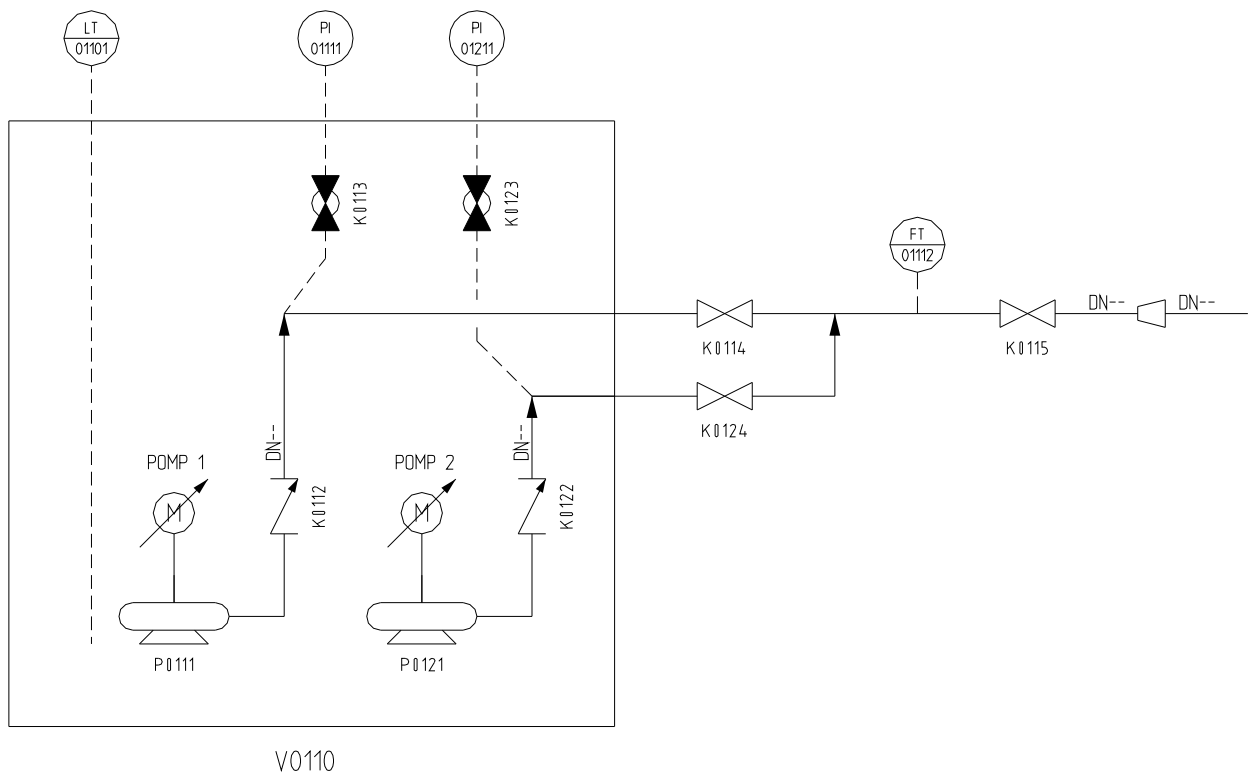 LT
01101
PI
01111
PI
01211
K0113
K0123
FT
01112
DN--
DN--
K0114
K0115
K0124
DN--
DN--
POMP 1
POMP 2
M
M
K0112
K0122
P0111
P0121
V0110